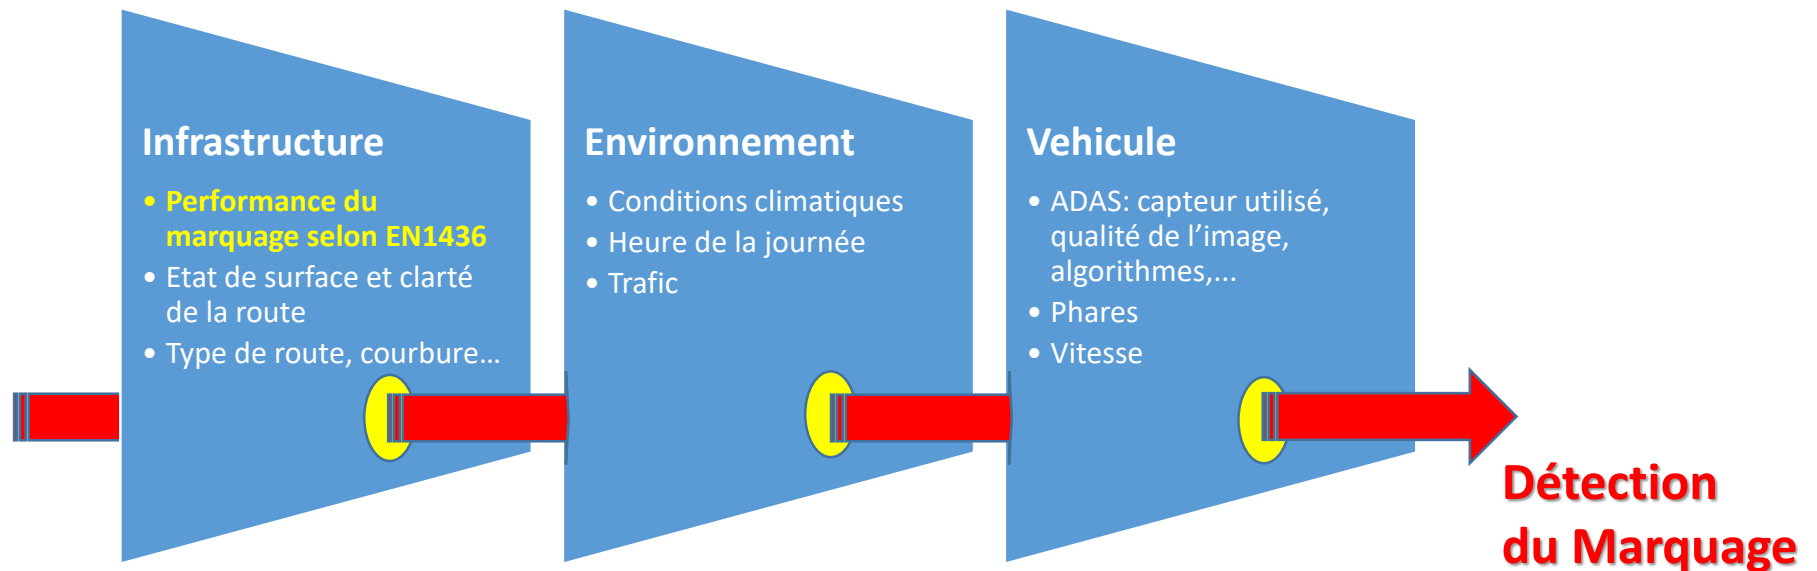 Infrastructure
• Performance du
marquage selon EN1436
• Etat de surface et clarté
de la route
• Type de route, courbure...
Environnement
• Conditions climatiques
• Heure de la journée
• Trafic
Vehicule
• ADAS: capteur utilisé,
qualité de l’image,
algorithmes,...
• Phares
• Vitesse
Détection
du Marquage